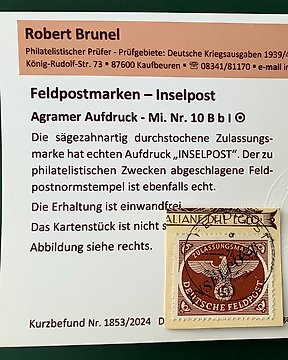 Robert Brunel
Philatelistischer Prüfer - Prüfgebiete: Deutsche Kriegsausgaben 1939/4
König-Rudolf-Str. 73 • 87600 Kaufbeuren • ☎ 08341/81170 • e-mail
Feldpostmarken – Inselpost
Agramer Aufdruck - Mi. Nr. 10 B b I ⊙
Die sägezahnartig durchstochene Zulassungs-
marke hat echten Aufdruck „INSELPOST". Der zu
philatelistischen Zwecken abgeschlagene Feld-
postnormstempel ist ebenfalls echt.
Die Erhaltung ist einwandfrei.
Das Kartenstück ist nicht s
Abbildung siehe rechts.
ZULASSUNGSMARKE
INSELPOST
DEUTSCHE FELDPOST
Kurzbefund Nr. 1853/2024